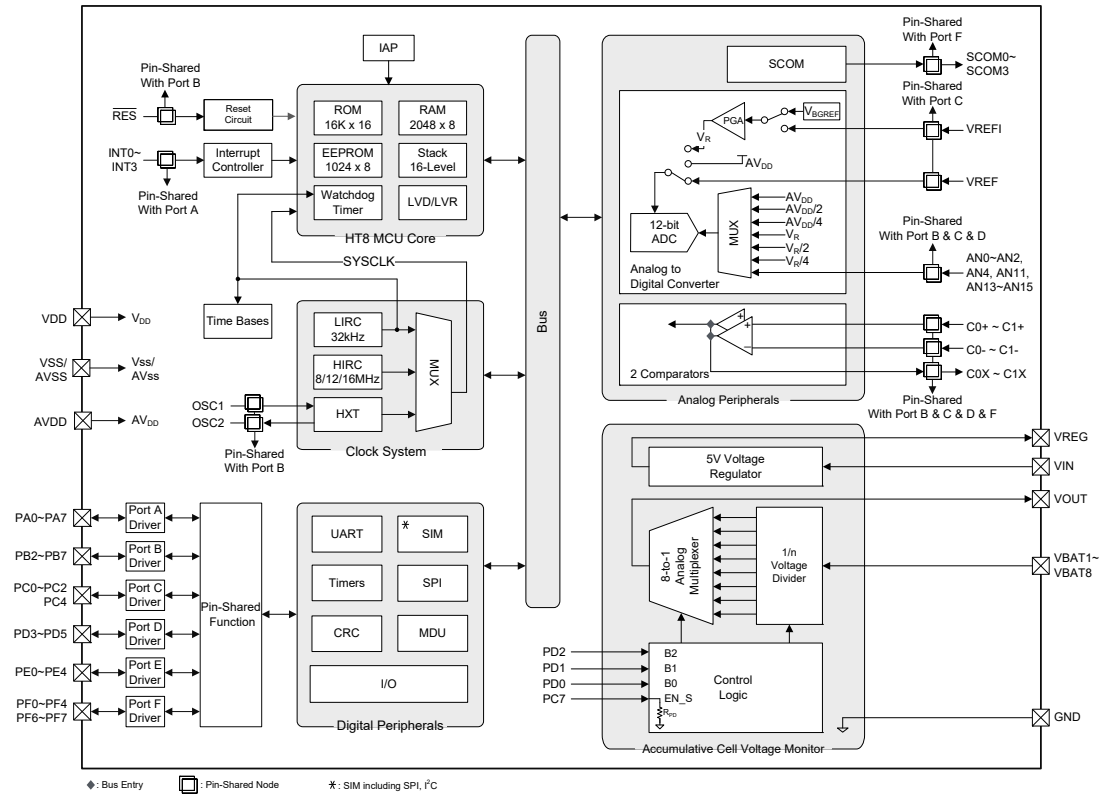 IAP
Pin-Shared
With Port B
RES
Reset
Circuit
INT0~
INT3
Interrupt
Controller
Pin-Shared
With Port A
ROM
16K x 16
RAM
2048 x 8
EEPROM
1024 x 8
Stack
16-Level
Watchdog
Timer
LVD/LVR
HT8 MCU Core
SYSCLK
Time Bases
VDD
VDD
VSS/
AVSS
Vss/
AVss
AVDD
AVDD
LIRC
32kHz
HIRC
8/12/16MHz
HXT
MUX
Clock System
OSC1
OSC2
Pin-Shared
With Port B
PA0~PA7
Port A
Driver
PB2~PB7
Port B
Driver
PC0~PC2
PC4
Port C
Driver
PD3~PD5
Port D
Driver
PE0~PE4
Port E
Driver
PF0~PF4
PF6~PF7
Port F
Driver
Pin-Shared
Function
UART
* SIM
Timers
SPI
CRC
MDU
I/O
Digital Peripherals
Bus
SCOM
Pin-Shared
With Port F
SCOM0~
SCOM3
Pin-Shared
With Port C
VBGREF
PGA
VR
AVDD
VREFI
VREF
12-bit
ADC
MUX
AVDD
AVDD/2
AVDD/4
VR
VR/2
VR/4
Analog to
Digital Converter
Pin-Shared
With Port B & C & D
AN0~AN2,
AN4, AN11,
AN13~AN15
+
+
−
2 Comparators
C0+ ~ C1+
C0- ~ C1-
C0X ~ C1X
Pin-Shared
With Port B & C & D & F
Analog Peripherals
5V Voltage
Regulator
VREG
VIN
VOUT
8-to-1
Analog
Multiplexer
1/n
Voltage
Divider
VBAT1~
VBAT8
PD2
PD1
PD0
PC7
B2
B1
B0
EN_S
RPD
Control
Logic
GND
Accumulative Cell Voltage Monitor
: Bus Entry
: Pin-Shared Node
* : SIM including SPI, I²C